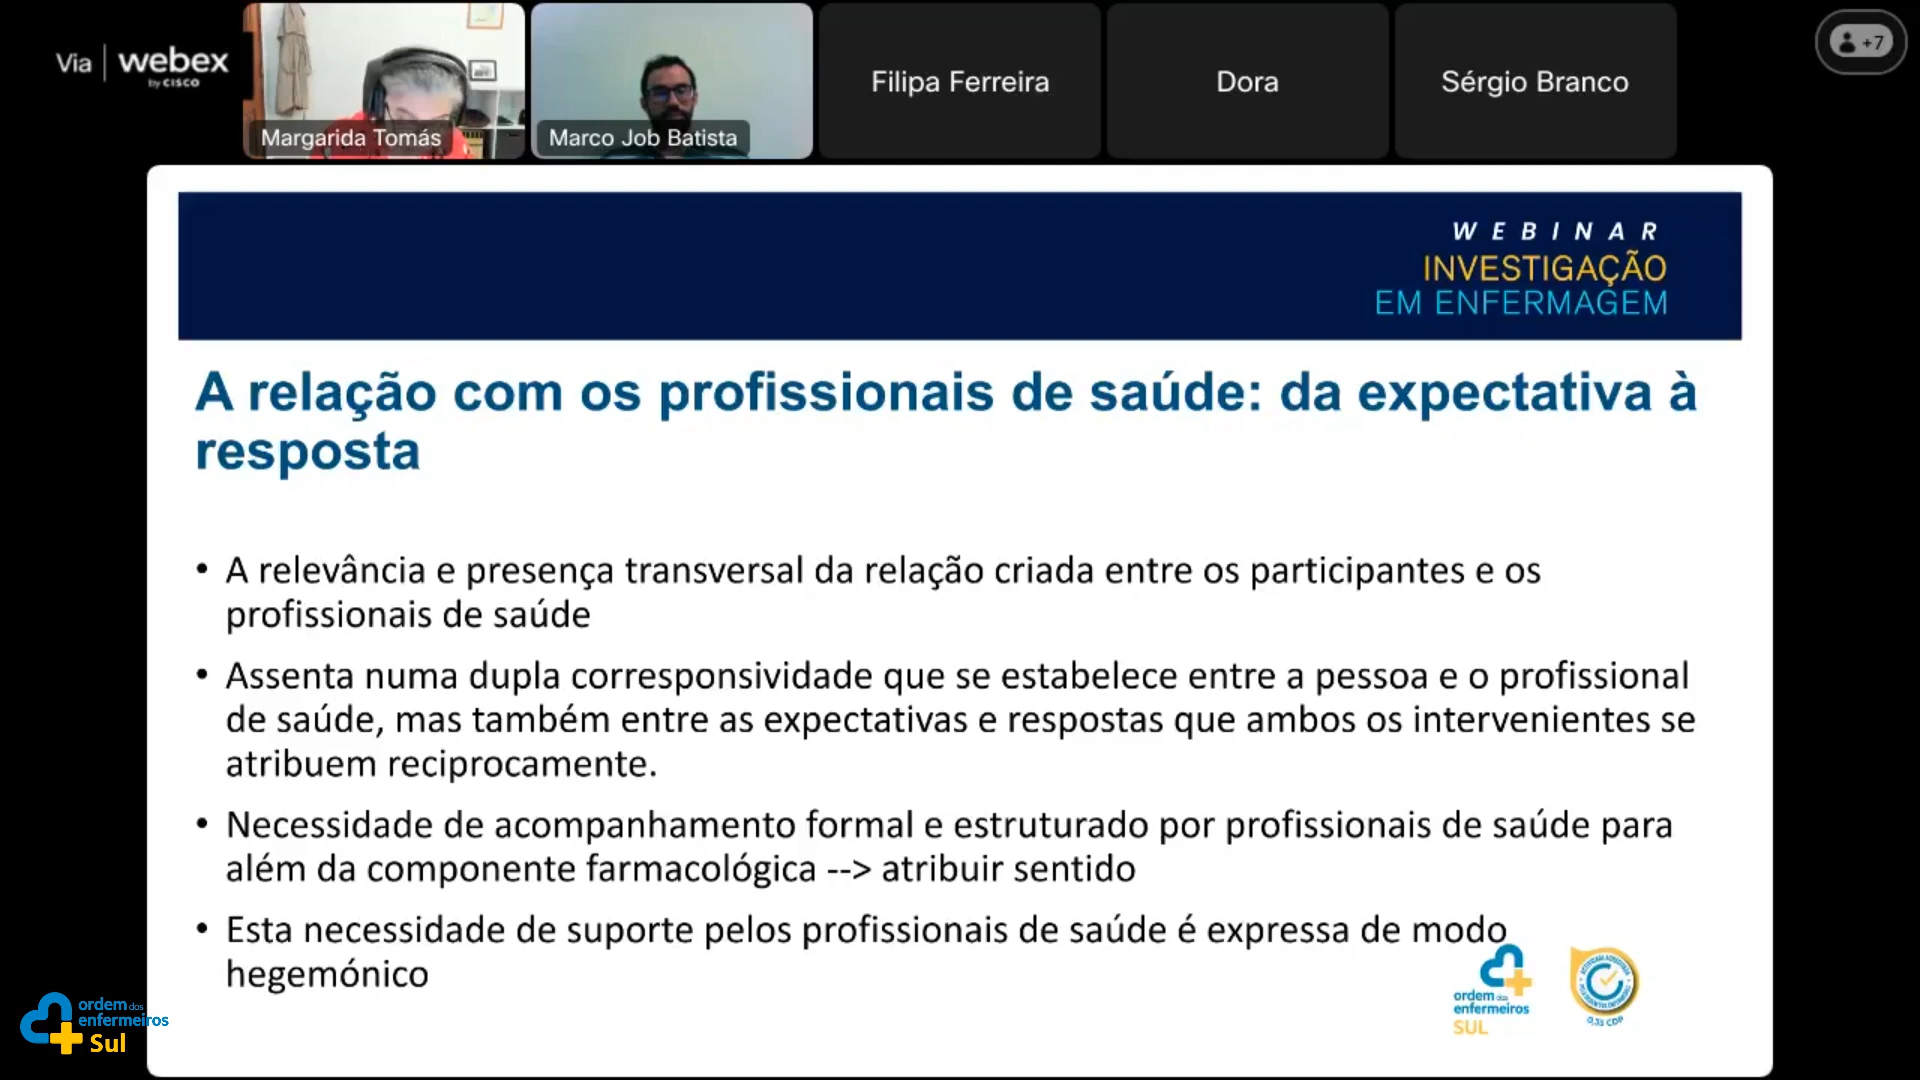 Via webex
by CISCO
Margarida Tomás
Marco Job Batista
Filipa Ferreira
Dora
Sérgio Branco
+7
WEBINAR
INVESTIGAÇÃO
EM ENFERMAGEM
A relação com os profissionais de saúde: da expectativa à
resposta
• A relevância e presença transversal da relação criada entre os participantes e os
profissionais de saúde
• Assenta numa dupla corresponsividade que se estabelece entre a pessoa e o profissional
de saúde, mas também entre as expectativas e respostas que ambos os intervenientes se
atribuem reciprocamente.
• Necessidade de acompanhamento formal e estruturado por profissionais de saúde para
além da componente farmacológica --> atribuir sentido
• Esta necessidade de suporte pelos profissionais de saúde é expressa de modo
hegemónico
ordem dos
enfermeiros
SUL
0,35 CDP
ordem dos
enfermeiros
Sul